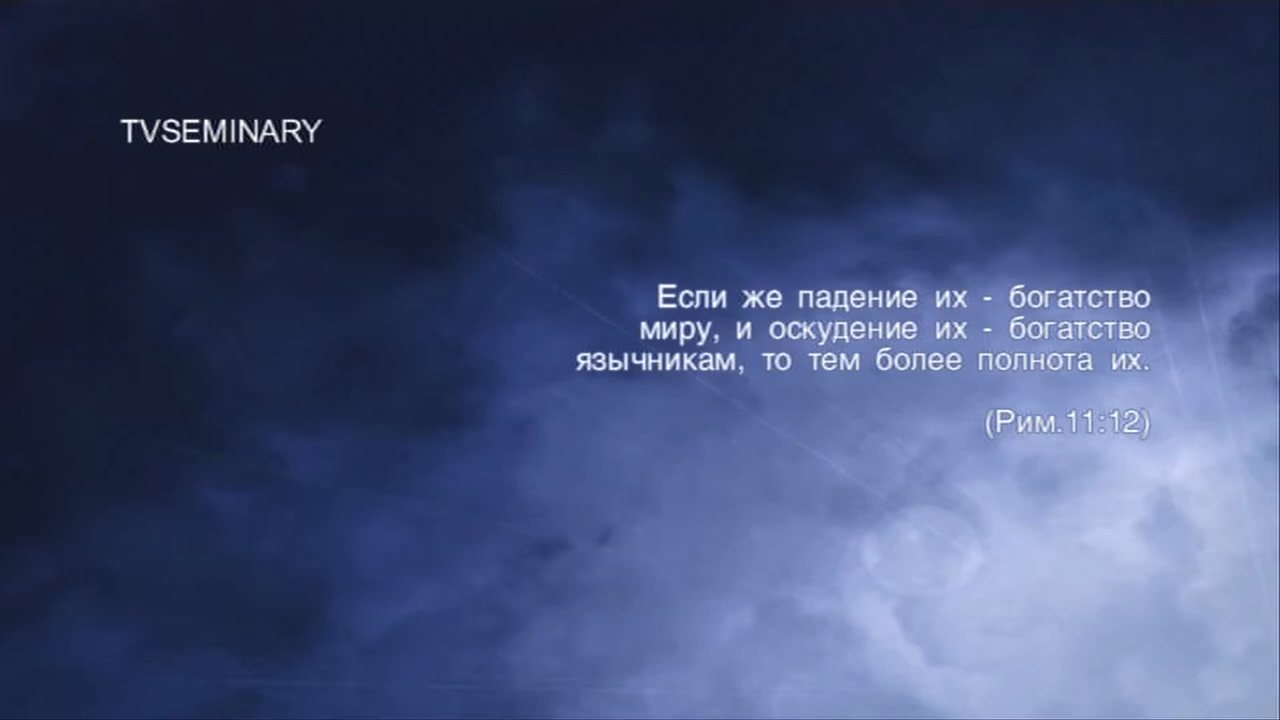 TVSEMINARY
Если же падение их - богатство
миру, и оскудение их - богатство
язычникам, то тем более полнота их.
(Рим.11:12)